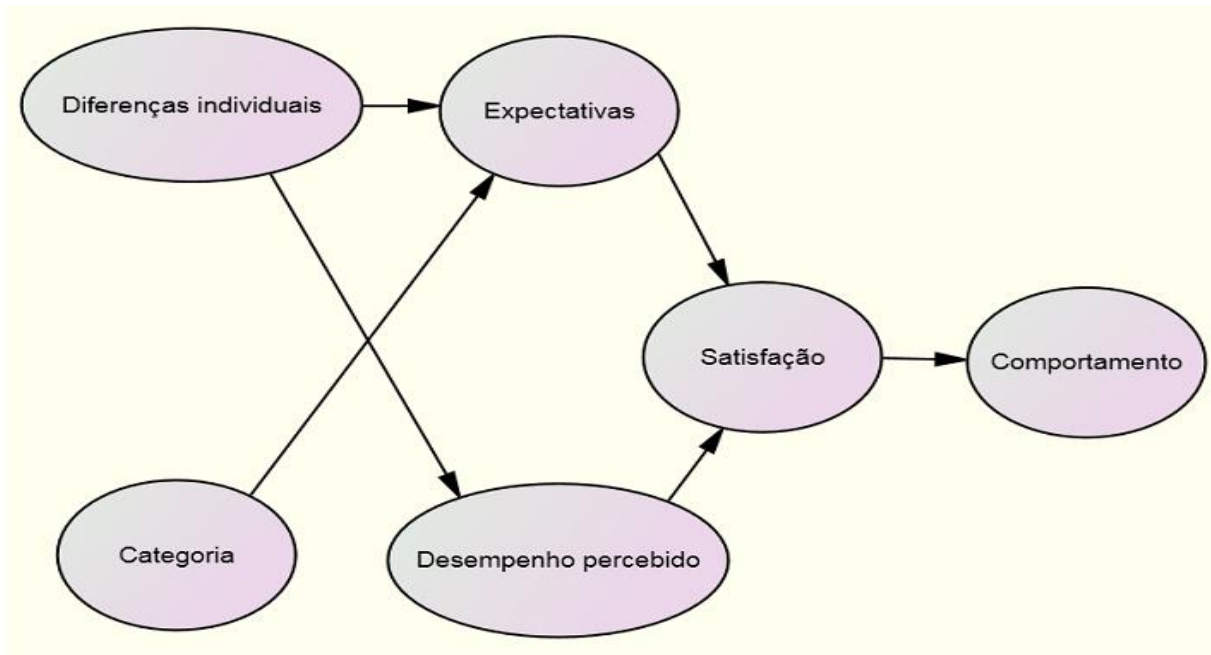 Diferenças individuais
Expectativas
Satisfação
Comportamento
Categoria
Desempenho percebido